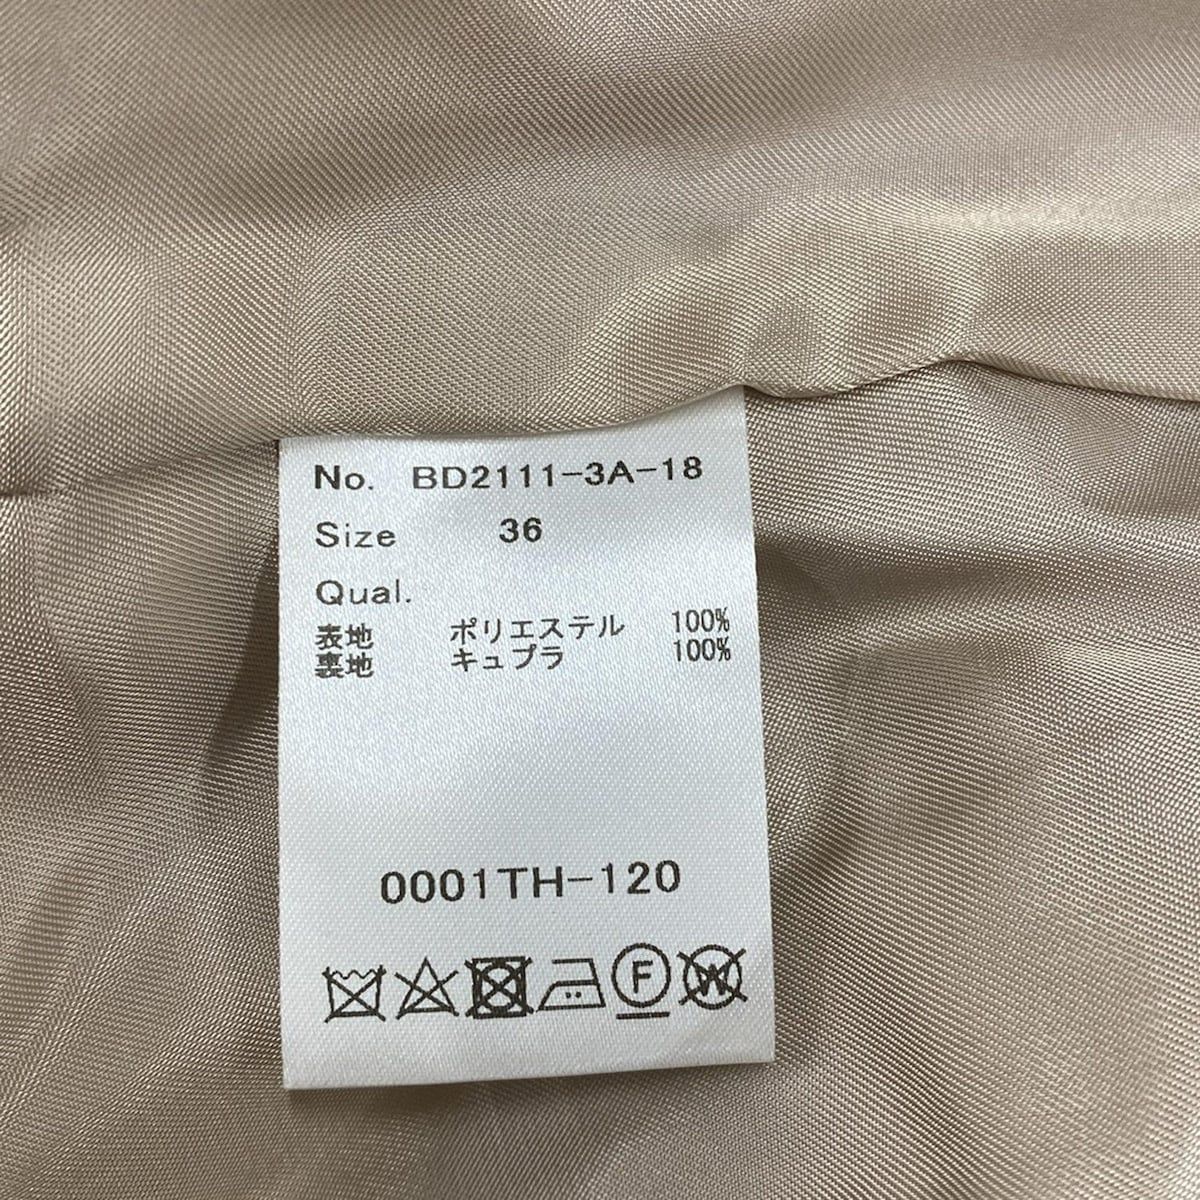 No. BD2111-3A-18
Size 36
Qual.
表地 ポリエステル 100%
裏地 キュプラ 100%
0001TH-120
F W